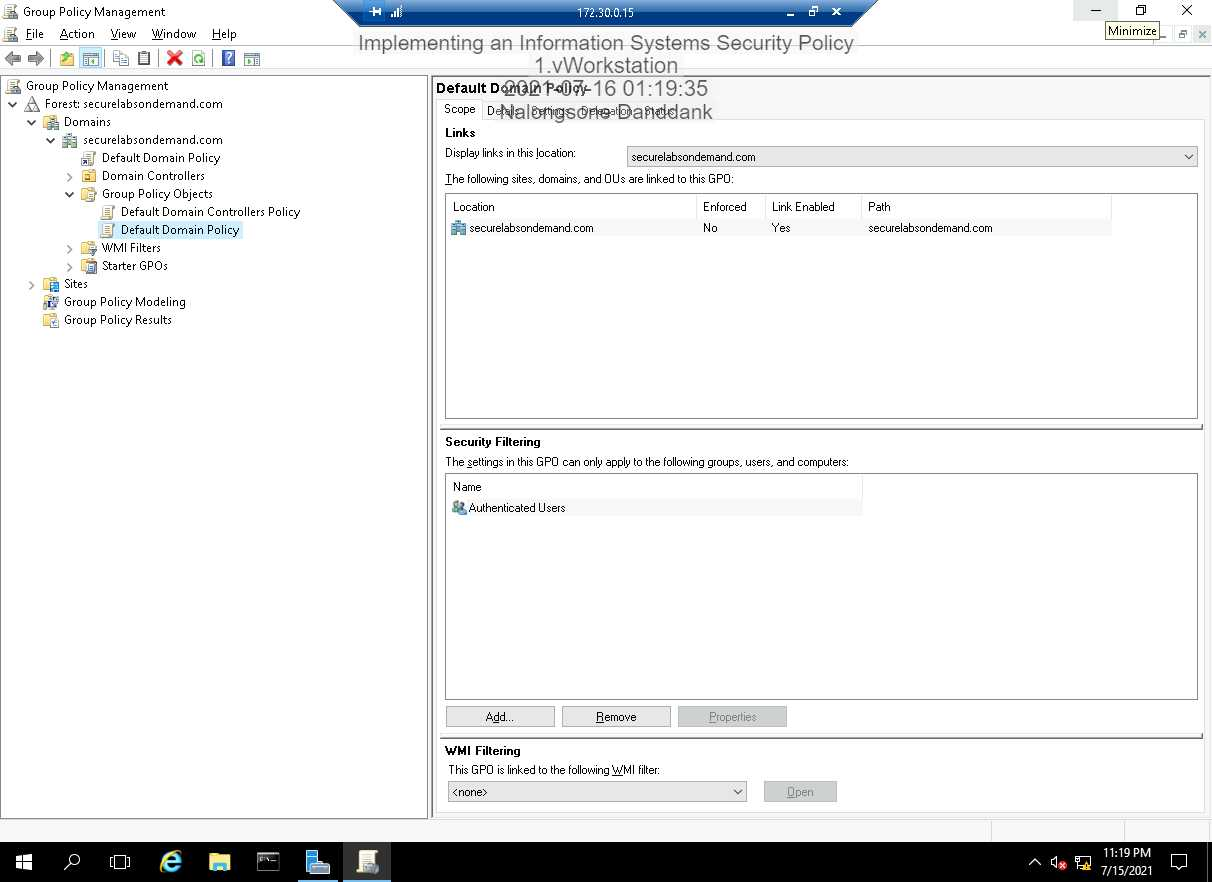 Group Policy Management
172.30.0.15
Minimize
File Action View Window Help
Implementing an Information Systems Security Policy
1.vWorkstation
2021-07-16 01:19:35
Nalongsone Danddank
Group Policy Management
Forest: securelabsondemand.com
Domains
securelabsondemand.com
Default Domain Policy
Domain Controllers
Group Policy Objects
Default Domain Controllers Policy
Default Domain Policy
WMI Filters
Starter GPOs
Sites
Group Policy Modeling
Group Policy Results
Default Domain Policy
Scope Details Settings Delegation Status
Links
Display links in this location: securelabsondemand.com
The following sites, domains, and OUs are linked to this GPO:
Location Enforced Link Enabled Path
securelabsondemand.com No Yes securelabsondemand.com
Security Filtering
The settings in this GPO can only apply to the following groups, users, and computers:
Name
Authenticated Users
Add... Remove Properties
WMI Filtering
This GPO is linked to the following WMI filter:
<none> Open
11:19 PM
7/15/2021